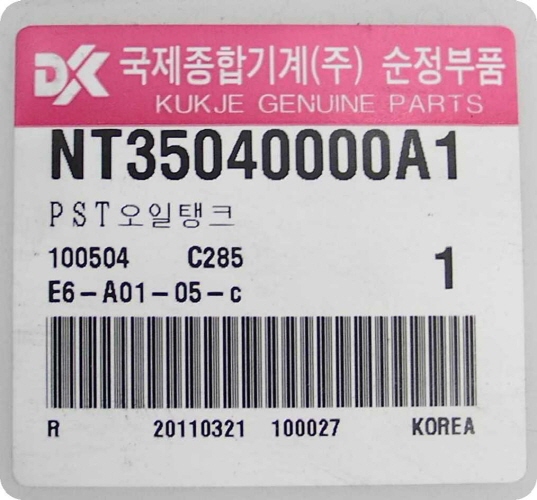 DK 국제종합기계(주) 순정부품
KUKJE GENUINE PARTS
NT35040000A1
PST오일탱크
100504 C285 1
E6-A01-05-c
R 20110321 100027 KOREA